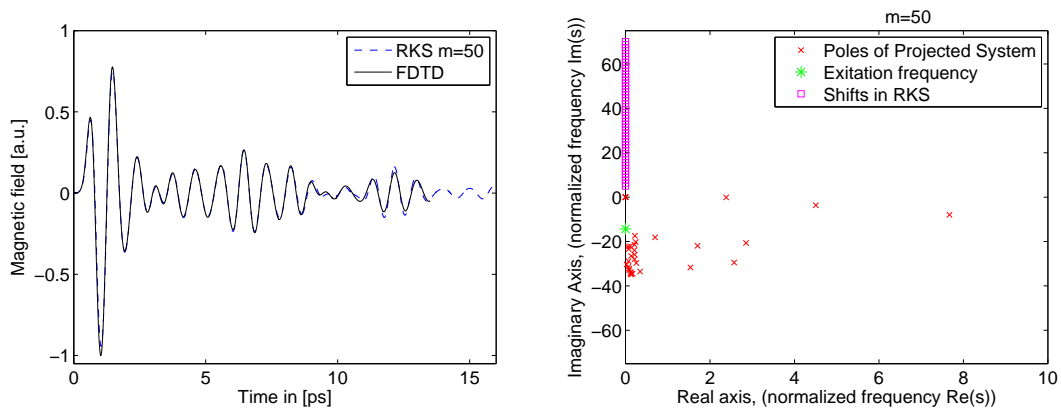 1
0.5
0
−0.5
−1
0
5
10
15
Magnetic field [a.u.]
Time in [ps]
RKS m=50
FDTD
m=50
60
40
20
0
−20
−40
−60
0
2
4
6
8
10
Imaginary Axis, (normalized frequency Im(s))
Real axis, (normalized frequency Re(s))
Poles of Projected System
Exitation frequency
Shifts in RKS